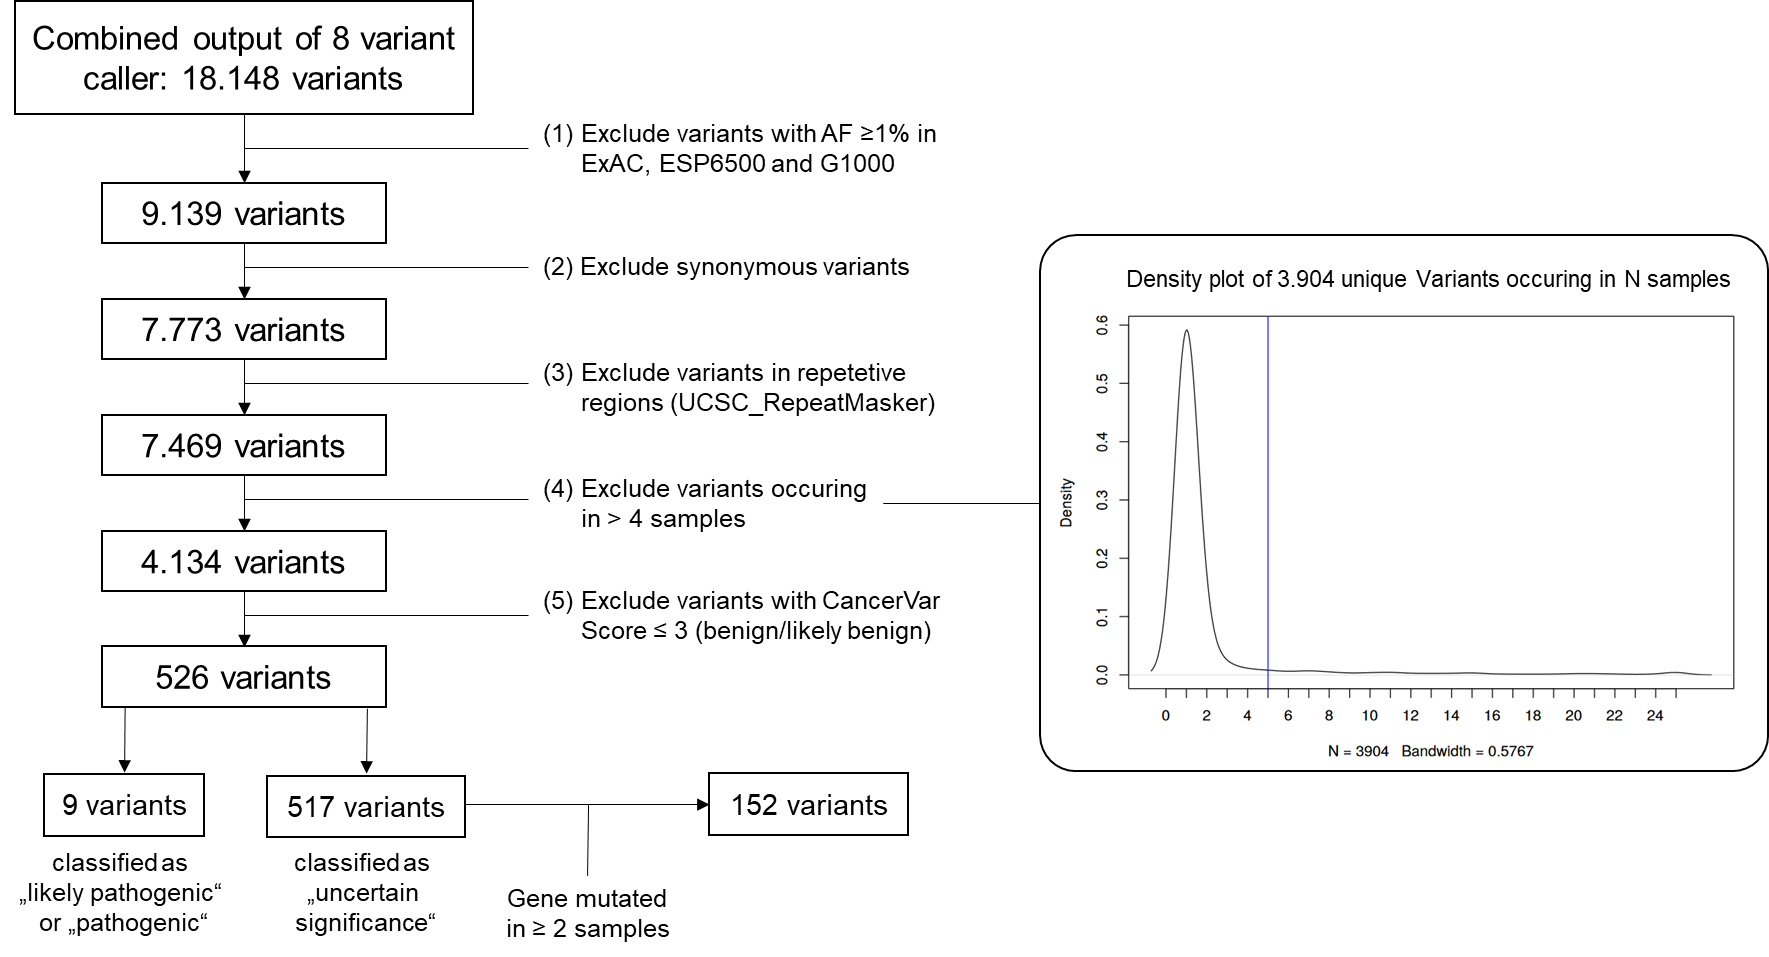 Combined output of 8 variant
caller: 18.148 variants
(1) Exclude variants with AF ≥1% in
ExAC, ESP6500 and G1000
9.139 variants
(2) Exclude synonymous variants
7.773 variants
(3) Exclude variants in repetetive
regions (UCSC_RepeatMasker)
7.469 variants
(4) Exclude variants occuring
in > 4 samples
4.134 variants
(5) Exclude variants with CancerVar
Score ≤ 3 (benign/likely benign)
526 variants
9 variants
517 variants
152 variants
classified as
„likely pathogenic“
or „pathogenic“
classified as
„uncertain
significance“
Gene mutated
in ≥ 2 samples
Density plot of 3.904 unique Variants occuring in N samples
Density
0.6
0.5
0.4
0.3
0.2
0.1
0.0
0 2 4 6 8 10 12 14 16 18 20 22 24
N = 3904 Bandwidth = 0.5767